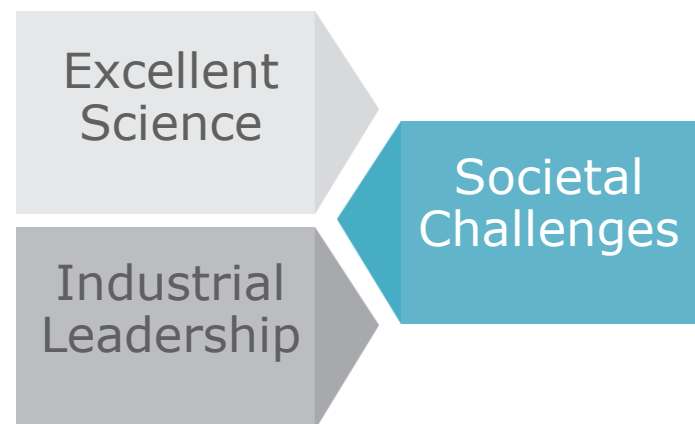 Excellent
Science
Societal
Challenges
Industrial
Leadership